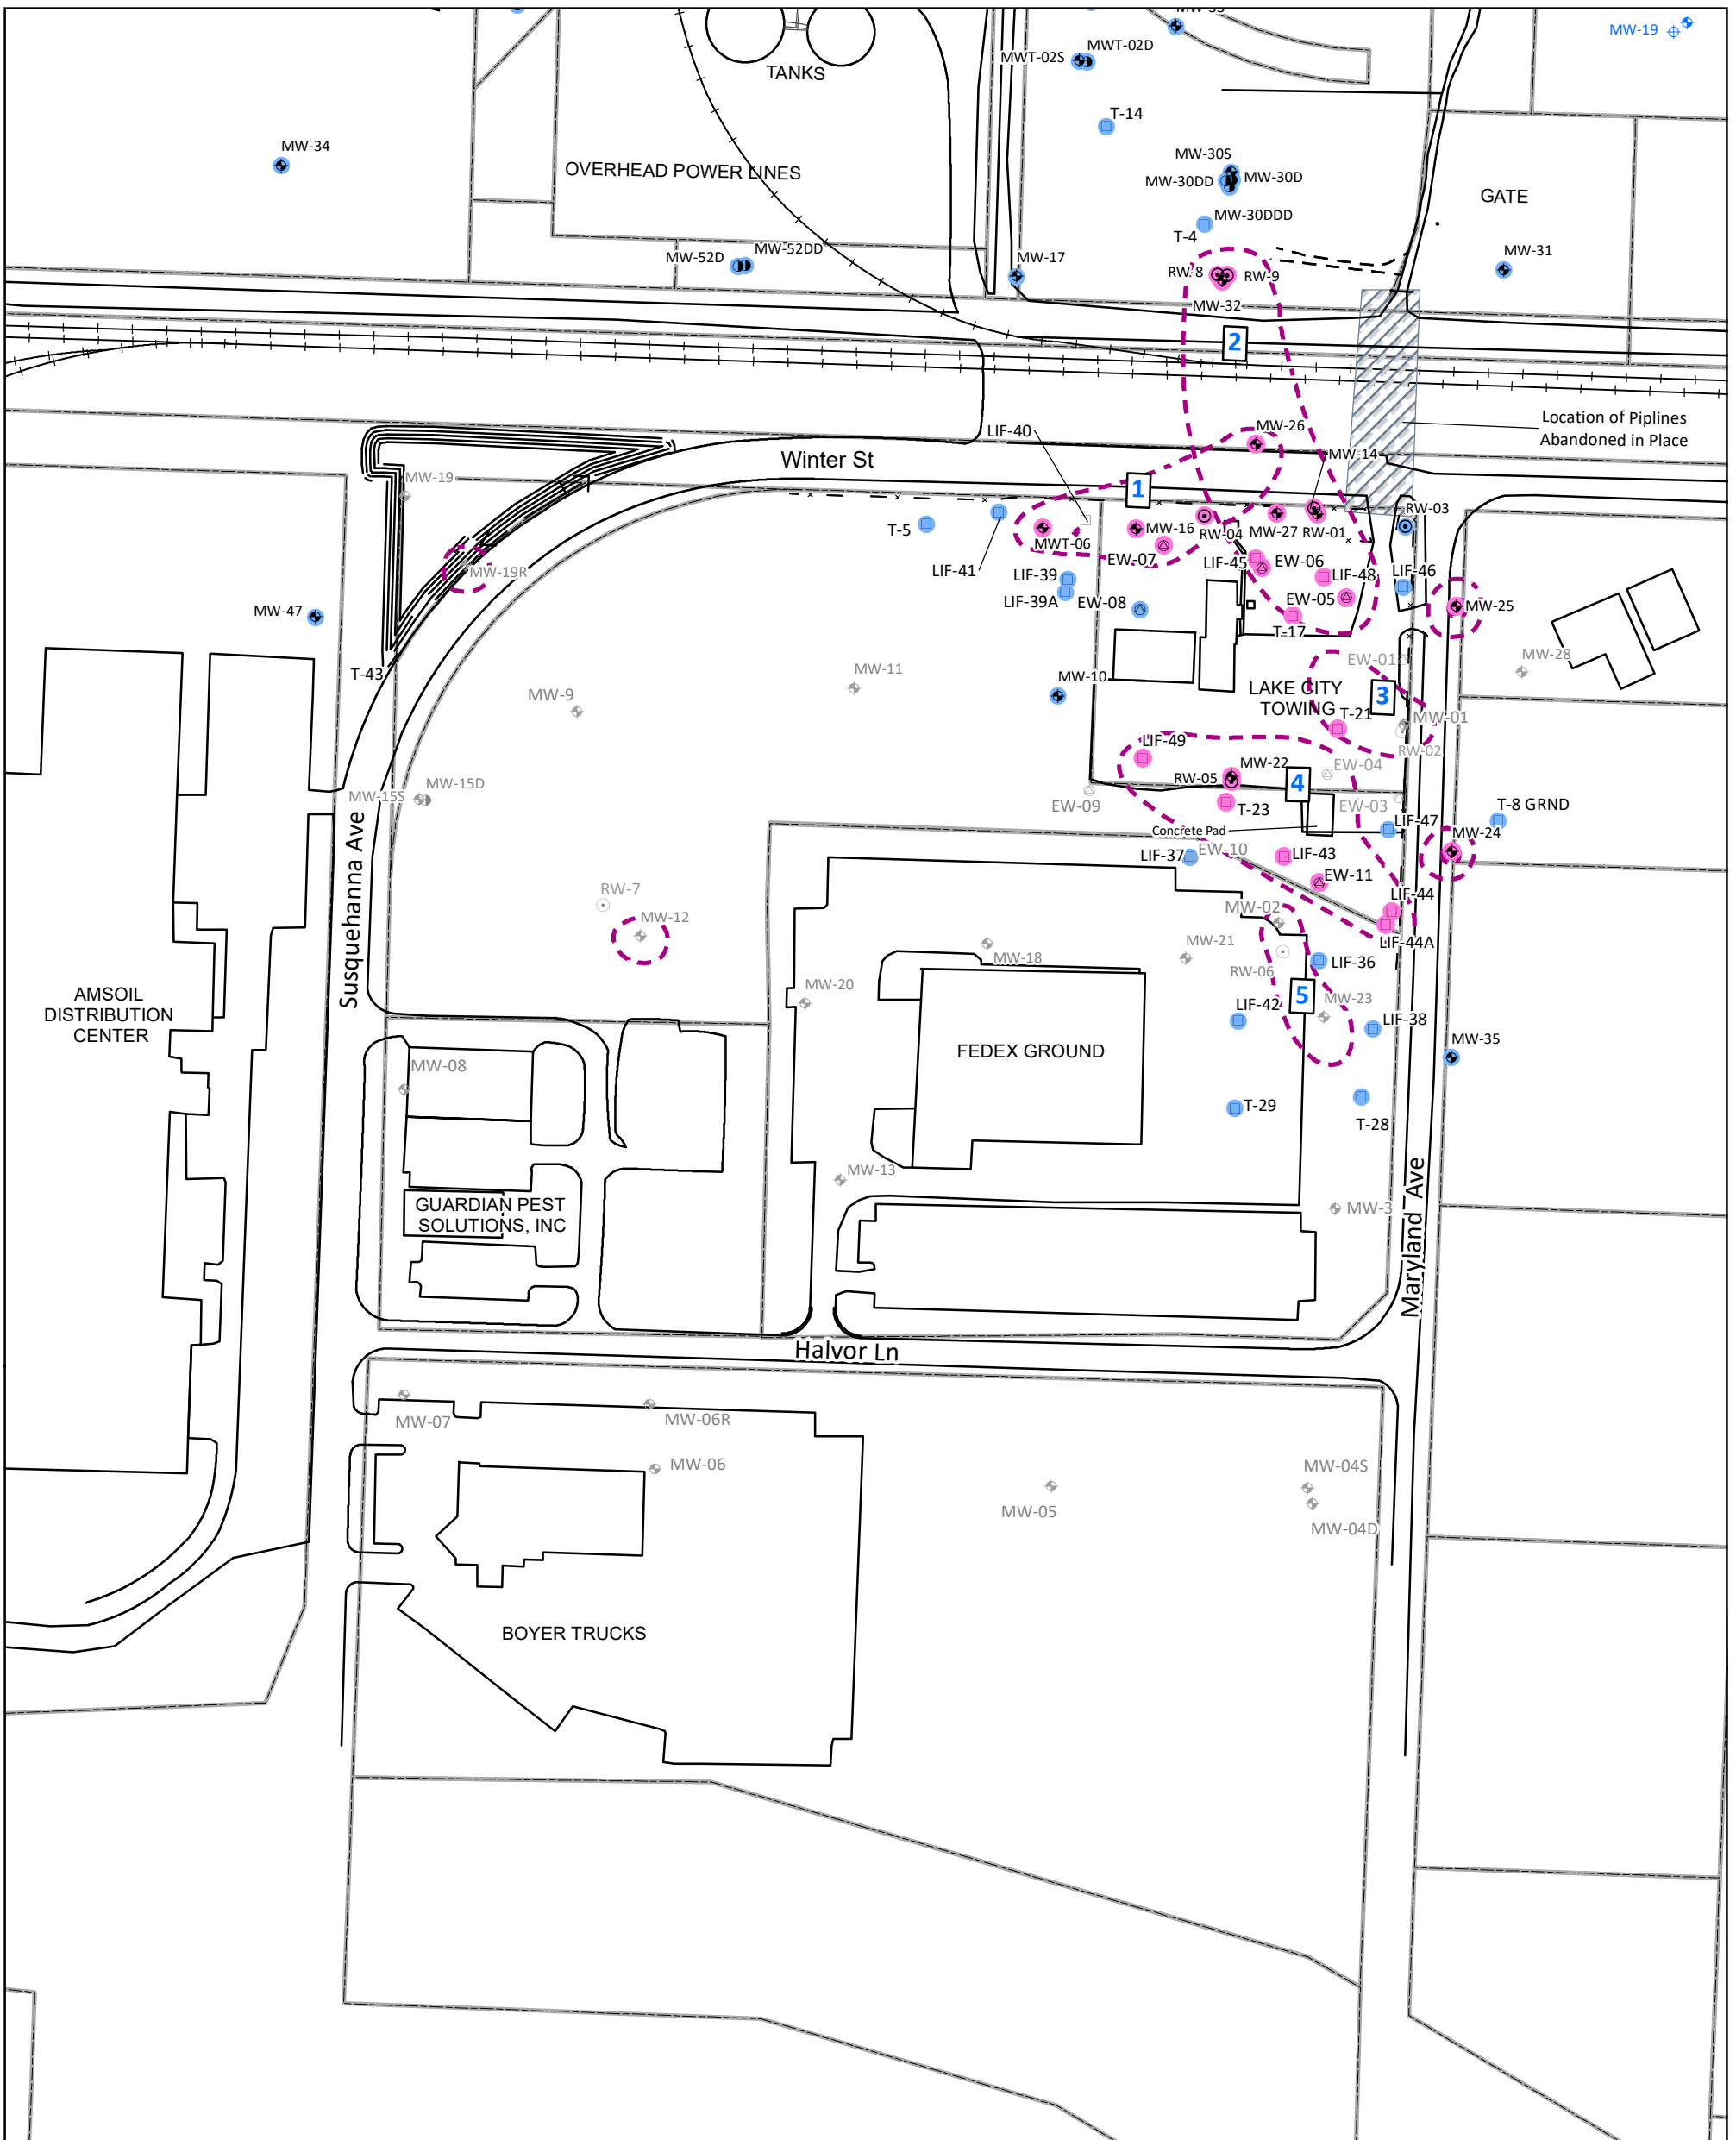 MW-19
MWT-02D
MWT-02S
TANKS
T-14
MW-34
MW-30S
OVERHEAD POWER LINES
MW-30DD
MW-30D
GATE
MW-30DDD
T-4
MW-52DD
MW-52D
MW-17
MW-31
RW-8
RW-9
MW-32
2
Location of Piplines
Abandoned in Place
MW-26
LIF-40
Winter St
MW-14
MW-19
1
RW-03
T-5
MWT-06
MW-16
RW-04
MW-27
RW-01
LIF-41
EW-07
LIF-45
EW-06
LIF-39
LIF-48
LIF-46
MW-19R
LIF-39A
EW-08
EW-05
MW-25
MW-47
T-17
EW-01
MW-28
T-43
MW-11
MW-10
LAKE CITY
TOWING
3
MW-9
T-21
MW-01
RW-02
LIF-49
MW-22
EW-04
RW-05
4
MW-15D
MW-15S
EW-09
T-23
EW-03
T-8 GRND
LIF-47
MW-24
Concrete Pad
LIF-37
EW-10
LIF-43
EW-11
RW-7
LIF-44
MW-12
MW-02
LIF-44A
MW-21
MW-18
LIF-36
RW-06
Susquehanna Ave
MW-20
5
MW-23
AMSOIL
DISTRIBUTION
CENTER
LIF-42
LIF-38
FEDEX GROUND
MW-35
MW-08
T-29
T-28
MW-13
GUARDIAN PEST
SOLUTIONS, INC
MW-3
Maryland Ave
Halvor Ln
MW-07
MW-06R
MW-06
MW-04S
MW-05
MW-04D
BOYER TRUCKS